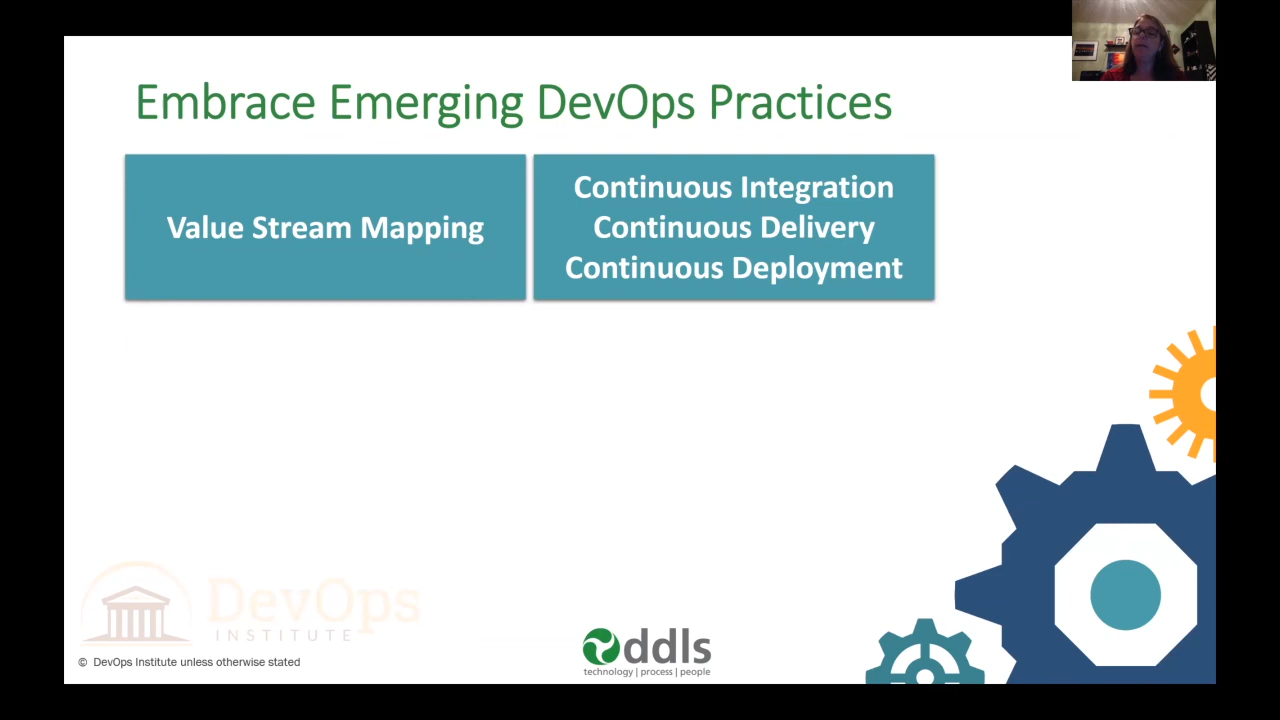 Embrace Emerging DevOps Practices
Value Stream Mapping
Continuous Integration
Continuous Delivery
Continuous Deployment
DevOps
INSTITUTE
© DevOps Institute unless otherwise stated
ddls
technology | process | people